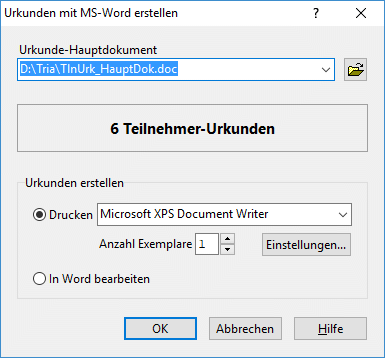 Urkunden mit MS-Word erstellen
Urkunde-Hauptdokument
D:\Tria\TlnUrk_HauptDok.doc
6 Teilnehmer-Urkunden
Urkunden erstellen
Drucken Microsoft XPS Document Writer
Anzahl Exemplare 1 Einstellungen...
In Word bearbeiten
OK Abbrechen Hilfe